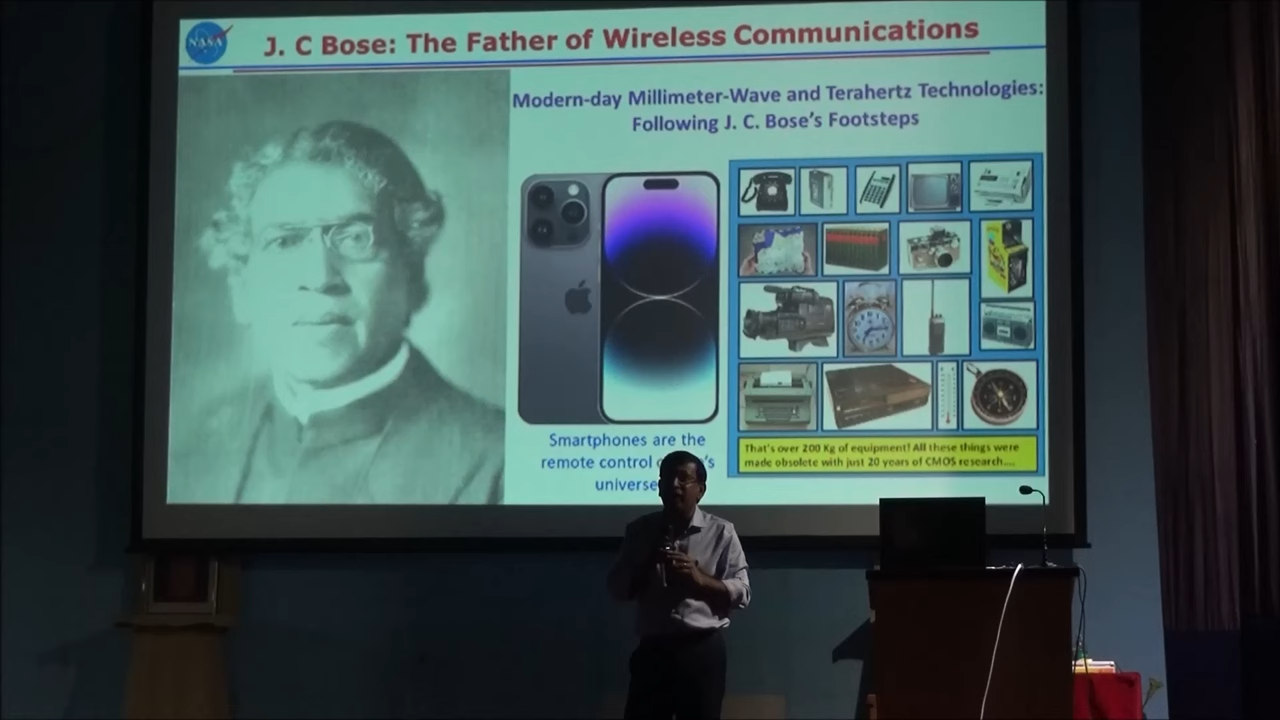 NASA
J. C Bose: The Father of Wireless Communications
Modern-day Millimeter-Wave and Terahertz Technologies:
Following J. C. Bose's Footsteps
Smartphones are the
remote control
universe
That's over 200 Kg of equipment! All these things were
made obsolete with just 20 years of CMOS research....